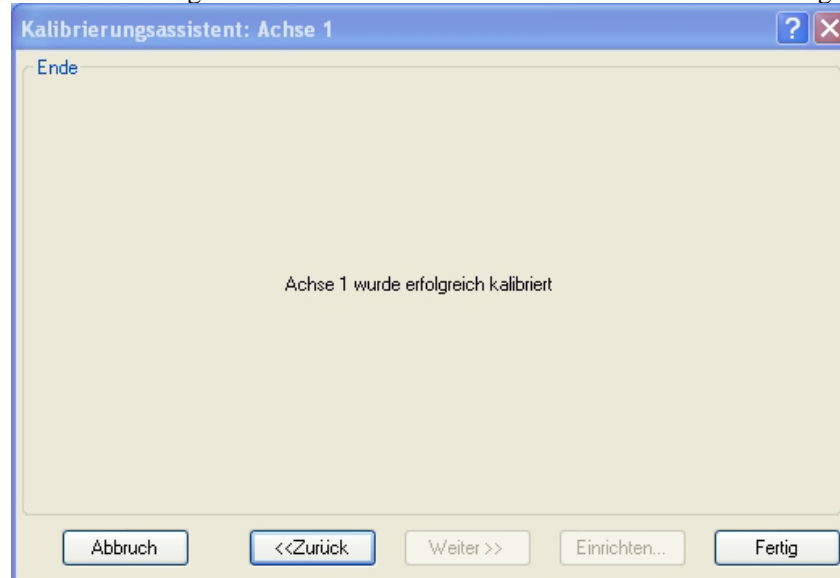 Kalibrierungsassistent: Achse 1
Ende
Achse 1 wurde erfolgreich kalibriert
Abbruch
<<Zurück
Weiter >>
Einrichten...
Fertig